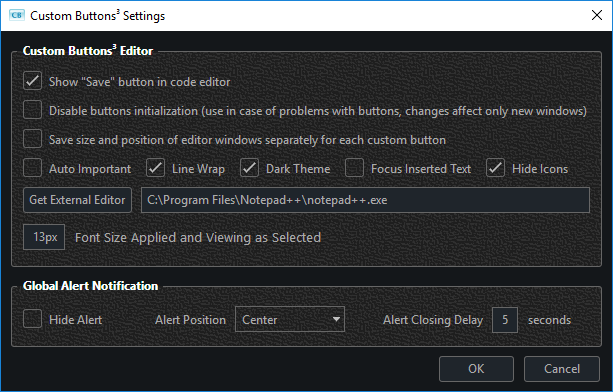 CB³ Custom Buttons³ Settings
Custom Buttons³ Editor
Show "Save" button in code editor
Disable buttons initialization (use in case of problems with buttons, changes affect only new windows)
Save size and position of editor windows separately for each custom button
Auto Important Line Wrap Dark Theme Focus Inserted Text Hide Icons
Get External Editor C:\Program Files\Notepad++\notepad++.exe
13px Font Size Applied and Viewing as Selected
Global Alert Notification
Hide Alert Alert Position Center Alert Closing Delay 5 seconds
OK Cancel